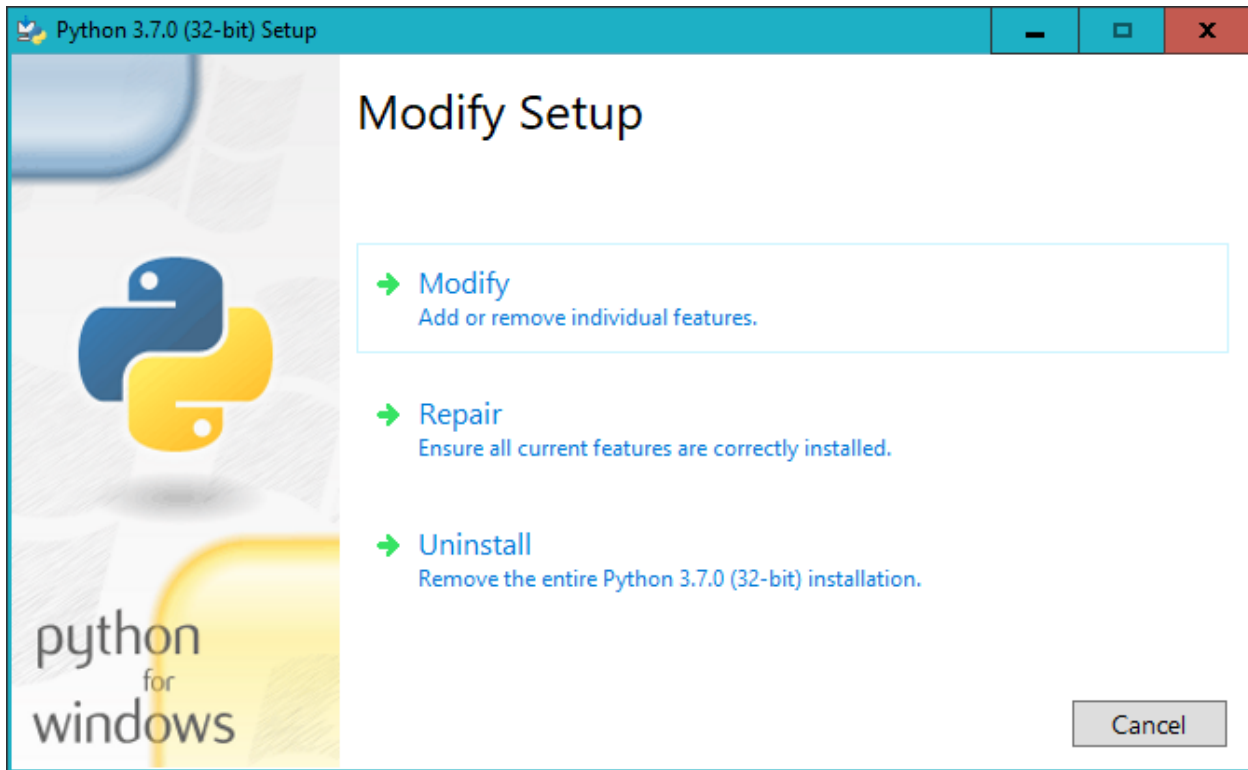 Python 3.7.0 (32-bit) Setup
Modify Setup
Modify
Add or remove individual features.
Repair
Ensure all current features are correctly installed.
Uninstall
Remove the entire Python 3.7.0 (32-bit) installation.
python
for
windows
Cancel